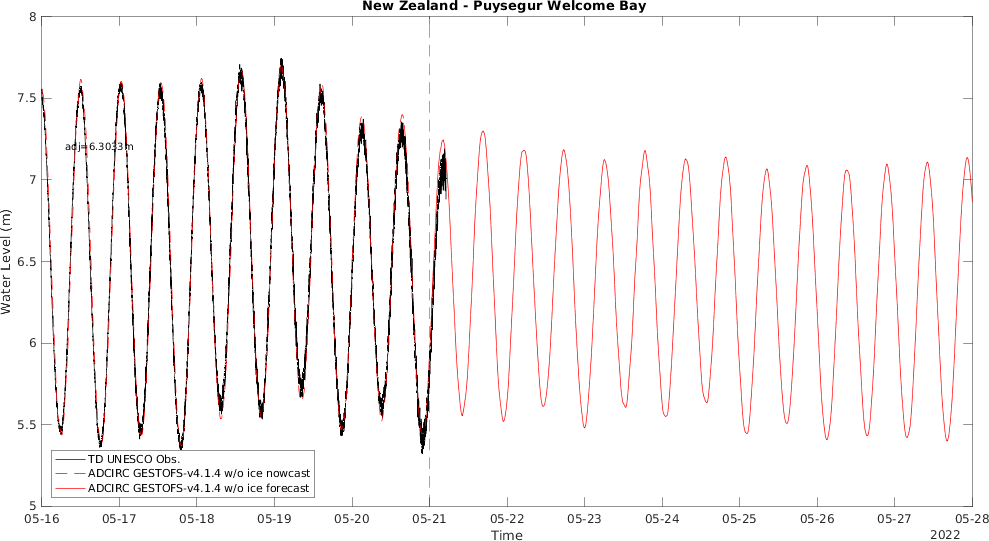 New Zealand - Puysegur Welcome Bay
8
7.5
7
6.5
6
5.5
5
Water Level (m)
adj=6.3033m
TD UNESCO Obs.
ADCIRC GESTOFS-v4.1.4 w/o ice nowcast
ADCIRC GESTOFS-v4.1.4 w/o ice forecast
05-16 05-17 05-18 05-19 05-20 05-21 05-22 05-23 05-24 05-25 05-26 05-27 05-28
Time
2022